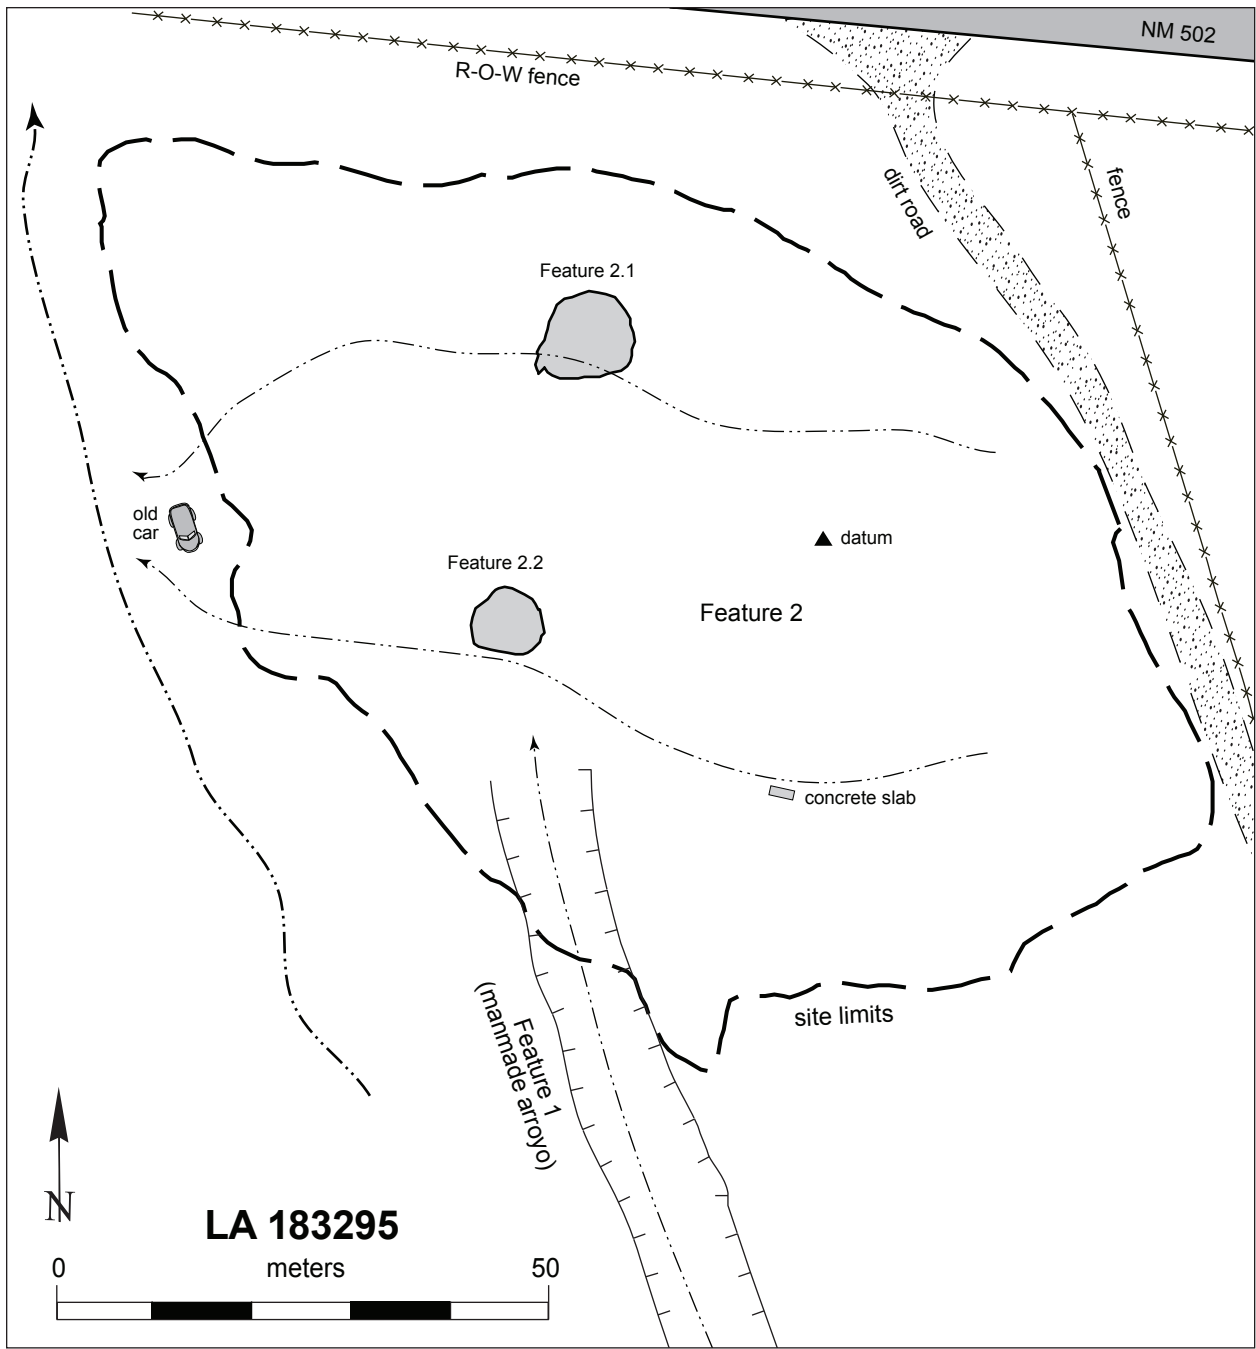 NM 502
R-O-W fence
fence
dirt road
Feature 2.1
old
car
datum
Feature 2.2
Feature 2
concrete slab
site limits
Feature 1
(manmade arroyo)
N
LA 183295
0 meters 50